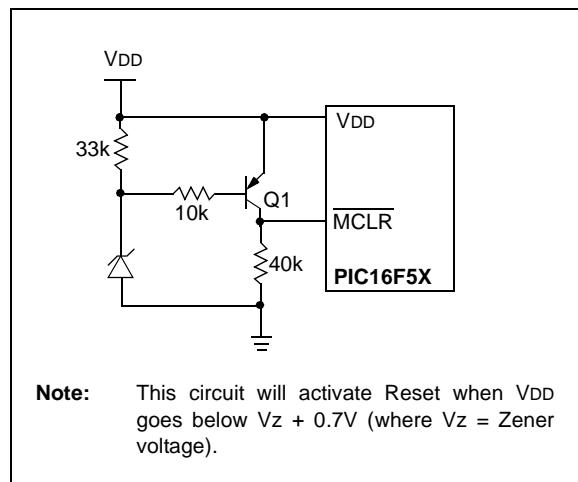 VDD
VDD
33k
Q1
10k
MCLR
40k
PIC16F5X
Note: This circuit will activate Reset when VDD
goes below Vz + 0.7V (where Vz = Zener
voltage).